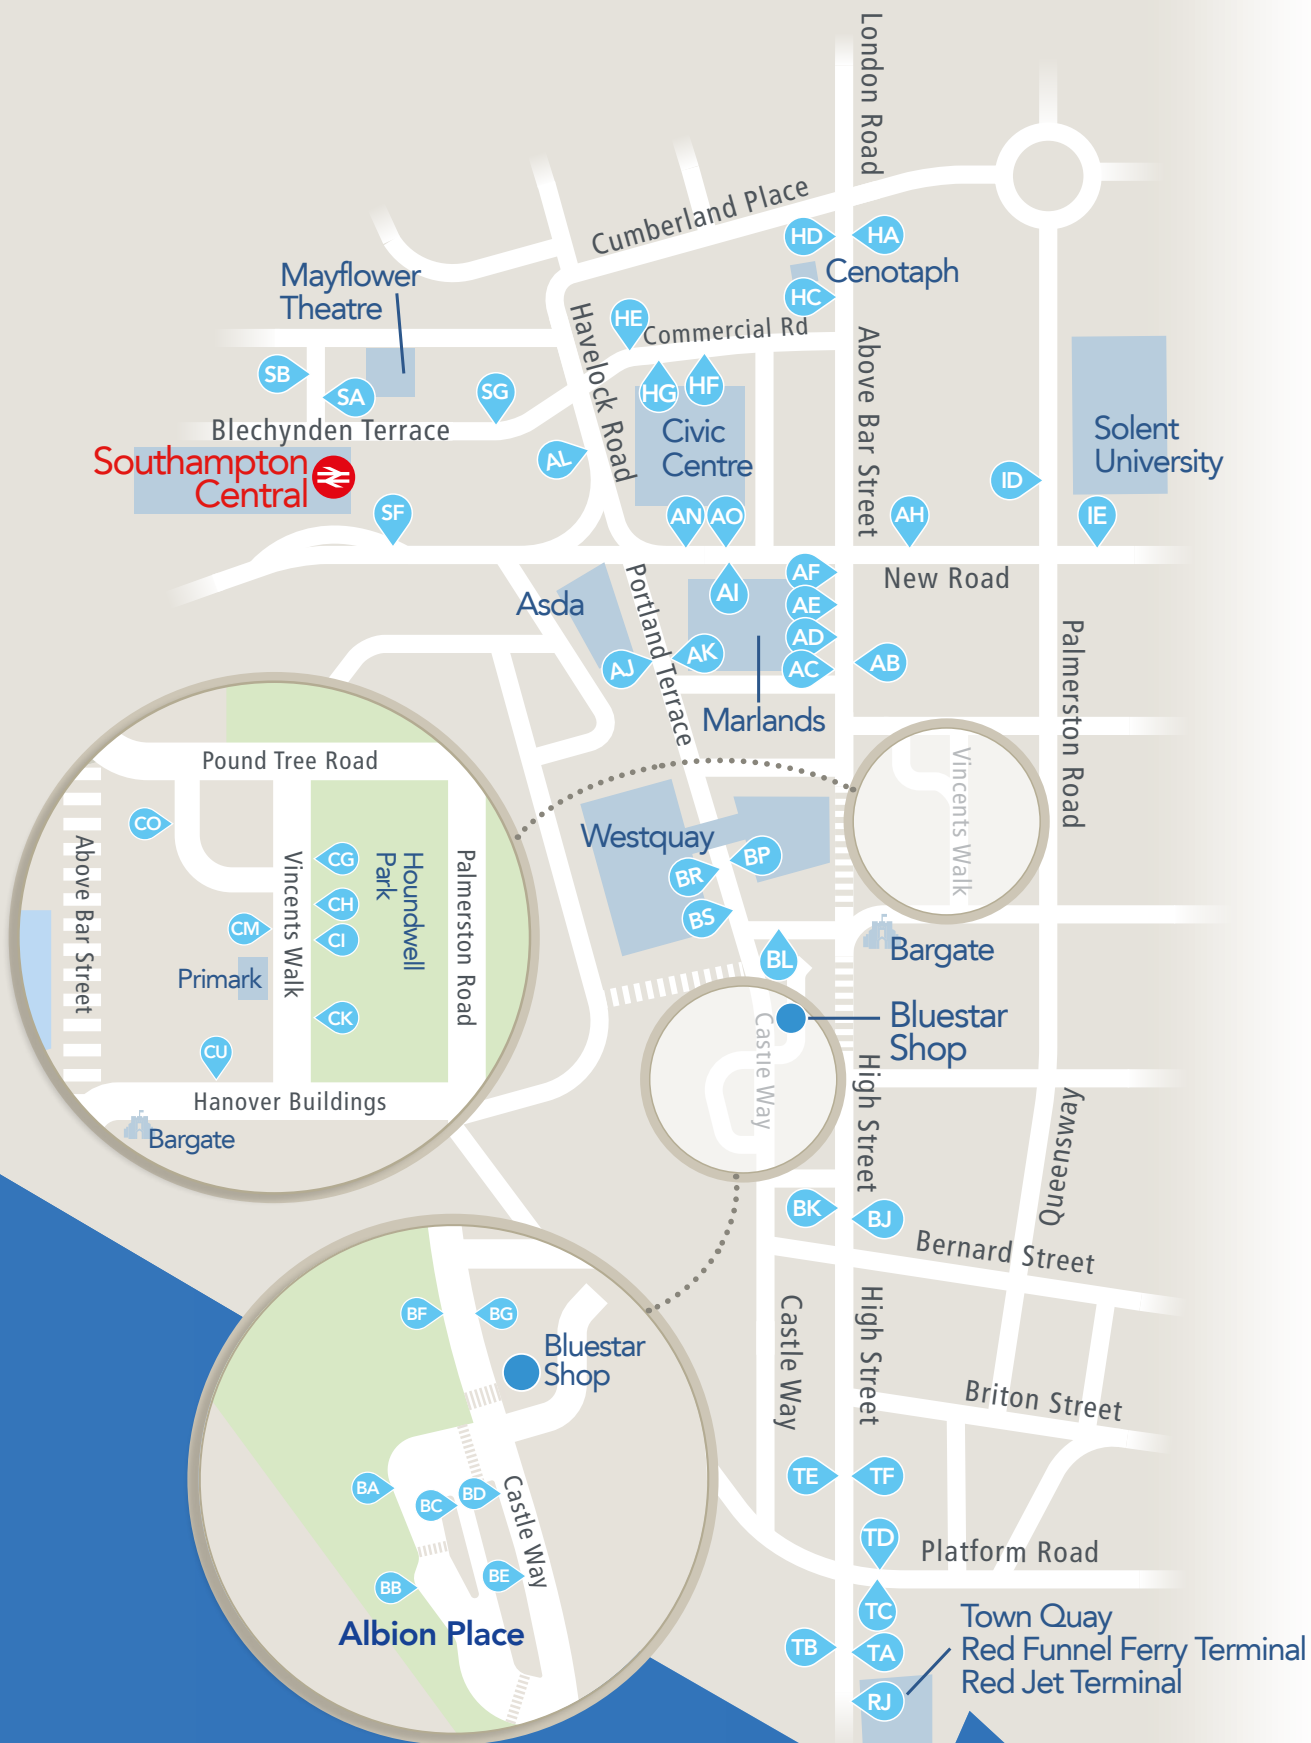 London Road
Cumberland Place
HD
HA
Cenotaph
HC
Mayflower
Theatre
Havelock Road
HE
Commercial Rd
Above Bar Street
SB
SA
SG
HG
HF
Blechynden Terrace
Civic
Centre
Solent
University
Southampton
Central
AL
ID
SF
AN
AO
AH
IE
New Road
Asda
Portland Terrace
AI
AF
AE
AD
AC
AB
AJ
AK
Marlands
Palmerston Road
Pound Tree Road
CO
Above Bar Street
Vincents Walk
CG
CH
CI
CM
CK
Houndwell
Park
Palmerston Road
Primark
CU
Hanover Buildings
Bargate
Vincents Walk
Westquay
BP
BR
BS
BL
Bargate
Bluestar
Shop
Castle Way
High Street
Queensway
BK
BJ
Bernard Street
BF
BG
Bluestar
Shop
BA
BC
BD
Castle Way
BE
BB
Albion Place
Castle Way
High Street
Briton Street
TE
TF
TD
Platform Road
TC
TB
TA
RJ
Town Quay
Red Funnel Ferry Terminal
Red Jet Terminal